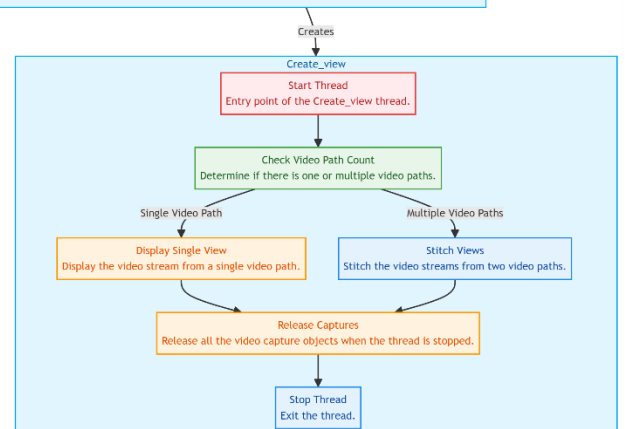 Creates
Create_view
Start Thread
Entry point of the Create_view thread.
Check Video Path Count
Determine if there is one or multiple video paths.
Single Video Path
Multiple Video Paths
Display Single View
Display the video stream from a single video path.
Stitch Views
Stitch the video streams from two video paths.
Release Captures
Release all the video capture objects when the thread is stopped.
Stop Thread
Exit the thread.